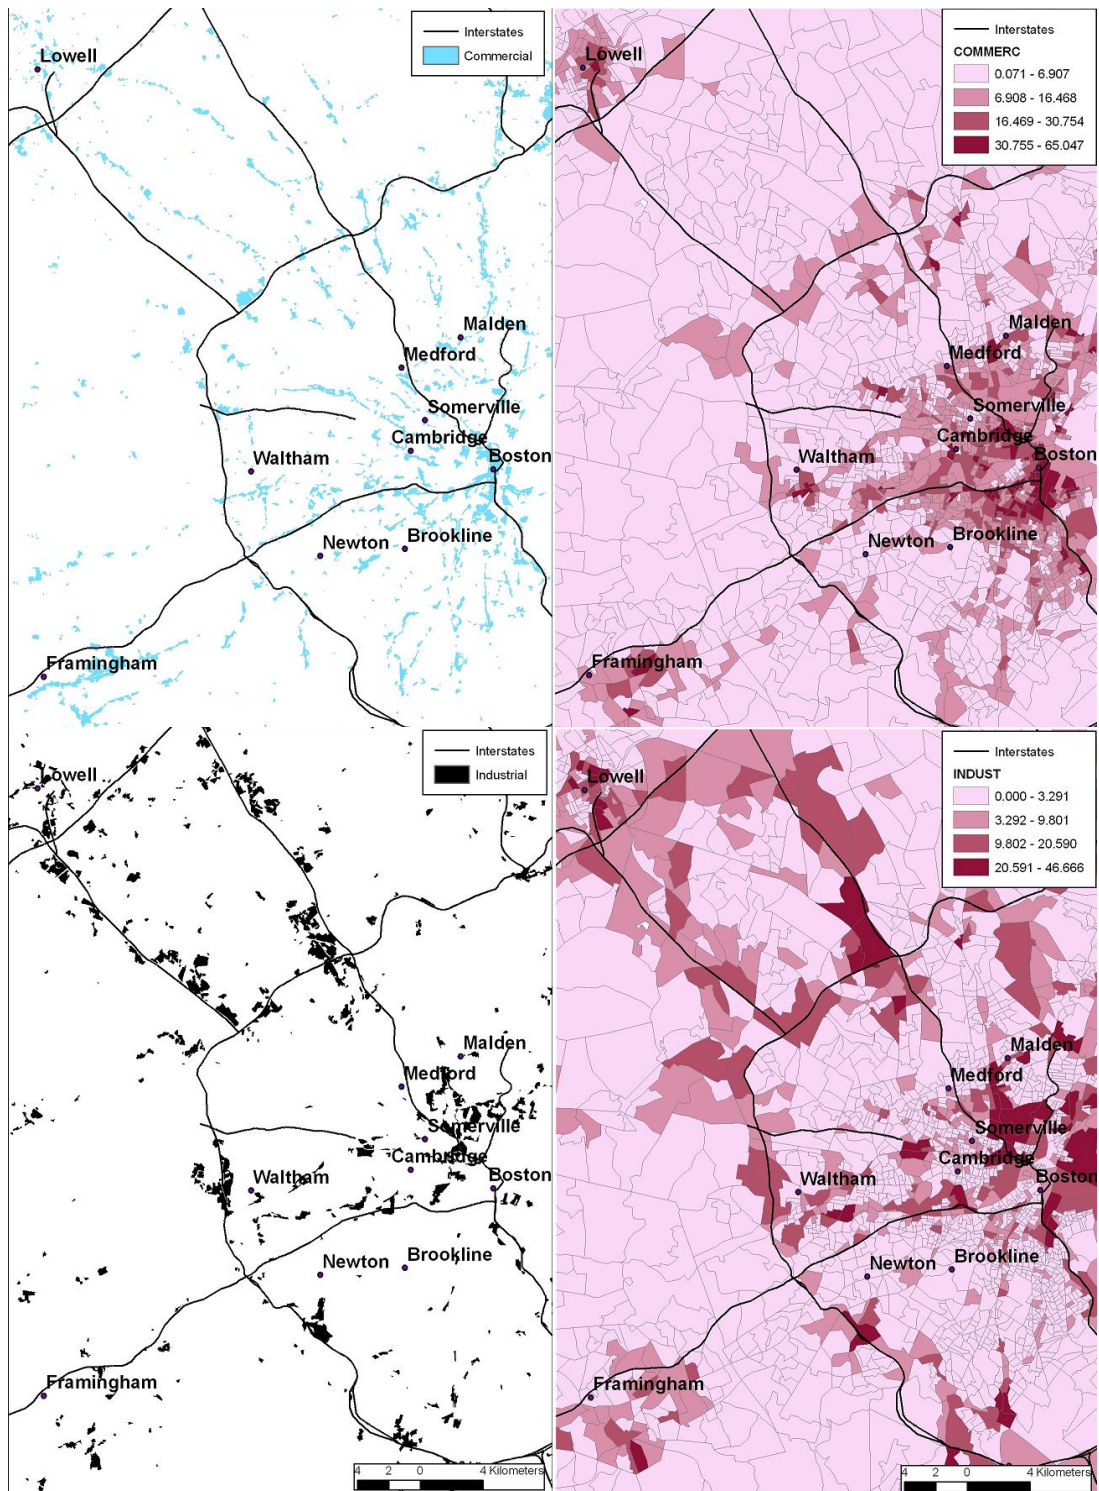 Interstates
Commercial
Lowell
Malden
Medford
Somerville
Cambridge
Boston
Waltham
Newton
Brookline
Framingham
Interstates
COMMERC
0.071 - 6.907
6.908 - 16.468
16.469 - 30.754
30.755 - 65.047
Lowell
Malden
Medford
Somerville
Cambridge
Boston
Waltham
Newton
Brookline
Framingham
Interstates
Industrial
Lowell
Malden
Medford
Somerville
Cambridge
Waltham
Boston
Newton
Brookline
Framingham
4 2 0 4 Kilometers
Interstates
INDUST
0.000 - 3.291
3.292 - 9.801
9.802 - 20.590
20.591 - 46.666
Lowell
Malden
Medford
Somerville
Cambridge
Waltham
Boston
Newton
Brookline
Framingham
4 2 0 4 Kilometers